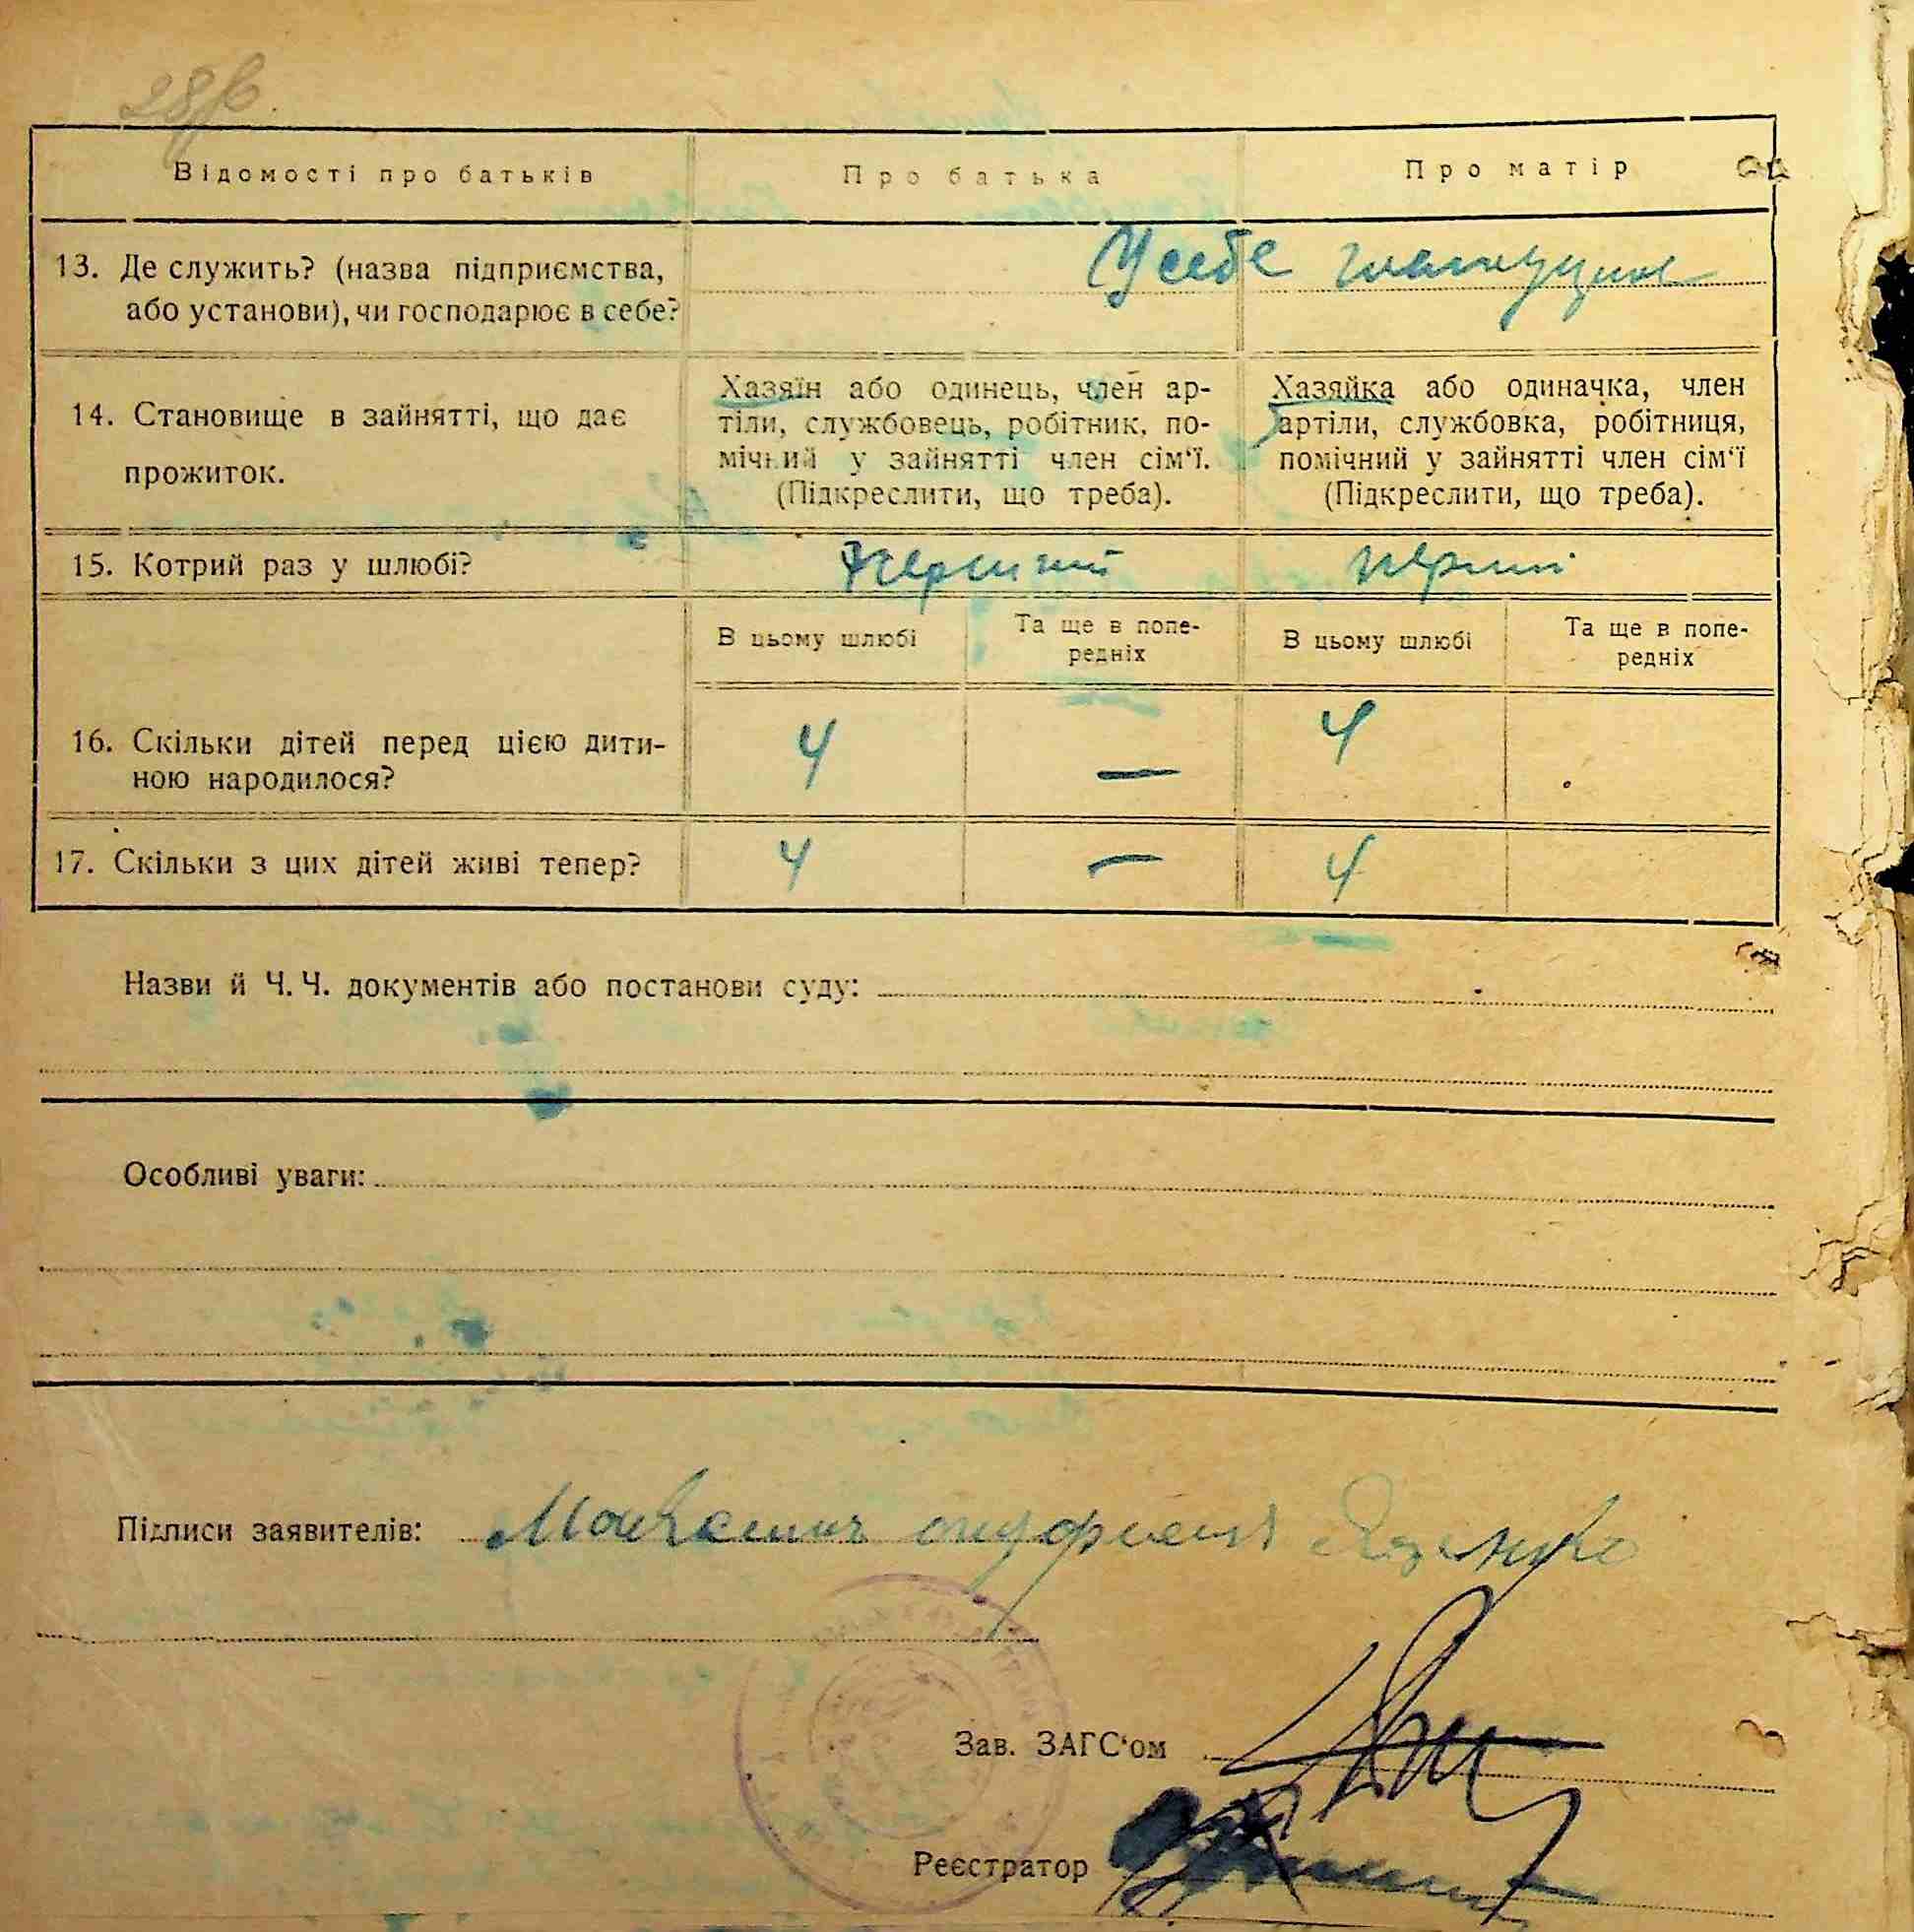 Відомості про батьків Про батька Про матір
13. Де служить? (назва підприємства, У себе
або установи), чи господарює в себе?
14. Становище в зайнятті, що дає
прожиток.
Хазяїн або одинець, член ар-
тіли, службовець, робітник, по-
мічний у зайнятті член сім'ї.
(Підкреслити, що треба).
Хазяйка або одиначка, член
артіли, службовка, робітниця,
помічний у зайнятті член сім'ї
(Підкреслити, що треба).
15. Котрий раз у шлюбі? перший перший
В цьому шлюбі
Та ще в попе-
редніх
В цьому шлюбі
Та ще в попе-
редніх
16. Скільки дітей перед цією дити-
ною народилося?
4 — 4
17. Скільки з цих дітей живі тепер? 4 — 4
Назви й Ч. Ч. документів або постанови суду:
Особливі уваги:
Підписи заявителів:
Зав. ЗАГС'ом
Реєстратор